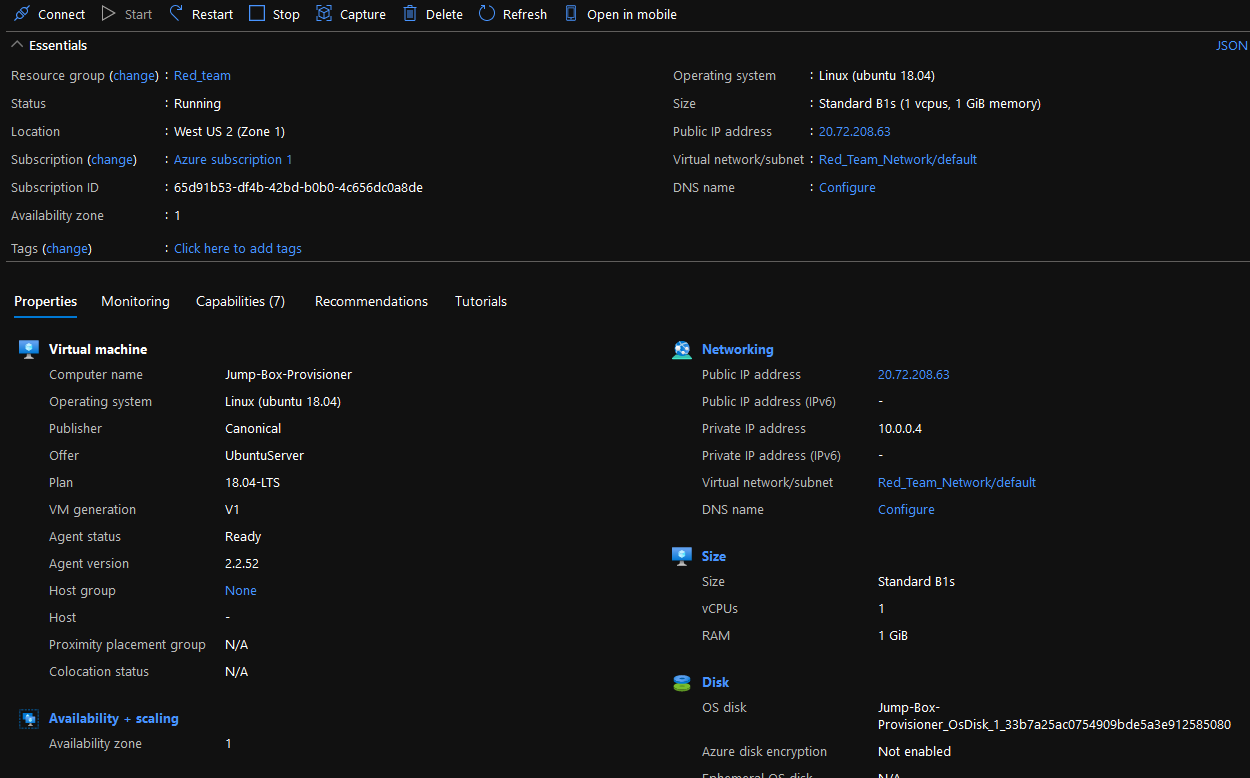 Connect Start Restart Stop Capture Delete Refresh Open in mobile
Essentials JSON
Resource group (change) : Red_team
Status : Running
Location : West US 2 (Zone 1)
Subscription (change) : Azure subscription 1
Subscription ID : 65d91b53-df4b-42bd-b0b0-4c656dc0a8de
Availability zone : 1
Tags (change) : Click here to add tags
Operating system : Linux (ubuntu 18.04)
Size : Standard B1s (1 vcpus, 1 GiB memory)
Public IP address : 20.72.208.63
Virtual network/subnet : Red_Team_Network/default
DNS name : Configure
Properties Monitoring Capabilities (7) Recommendations Tutorials
Virtual machine
Computer name Jump-Box-Provisioner
Operating system Linux (ubuntu 18.04)
Publisher Canonical
Offer UbuntuServer
Plan 18.04-LTS
VM generation V1
Agent status Ready
Agent version 2.2.52
Host group None
Host -
Proximity placement group N/A
Colocation status N/A
Availability + scaling
Availability zone 1
Networking
Public IP address 20.72.208.63
Public IP address (IPv6) -
Private IP address 10.0.0.4
Private IP address (IPv6) -
Virtual network/subnet Red_Team_Network/default
DNS name Configure
Size
Size Standard B1s
vCPUs 1
RAM 1 GiB
Disk
OS disk Jump-Box-
Provisioner_OsDisk_1_33b7a25ac0754909bde5a3e912585080
Azure disk encryption Not enabled
Ephemeral OS disk N/A